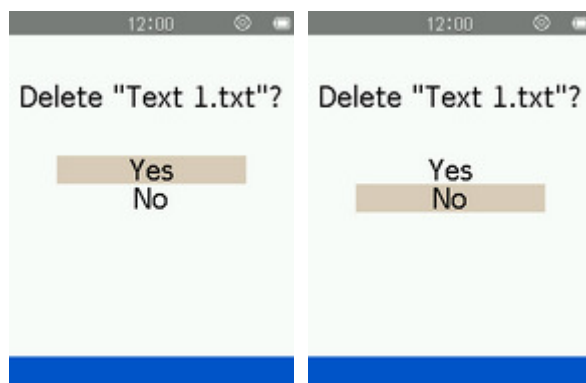 12:00
Delete "Text 1.txt"?
Yes
No
12:00
Delete "Text 1.txt"?
Yes
No